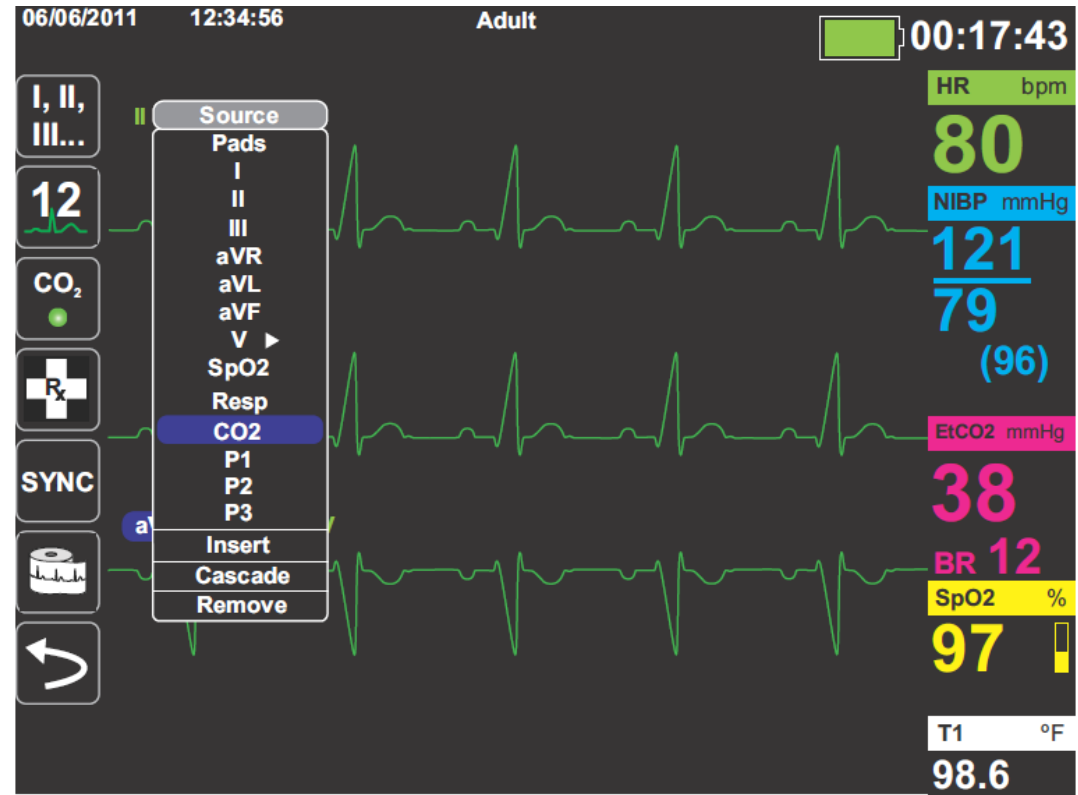 06/06/2011 12:34:56 Adult 00:17:43
I, II,
III...
12
CO₂
Rx
SYNC
II
Source
Pads
I
II
III
aVR
aVL
aVF
V ▶
SpO2
Resp
CO2
P1
P2
P3
Insert
Cascade
Remove
HR bpm
80
NIBP mmHg
121
79
(96)
EtCO2 mmHg
38
BR 12
SpO2 %
97
T1 °F
98.6